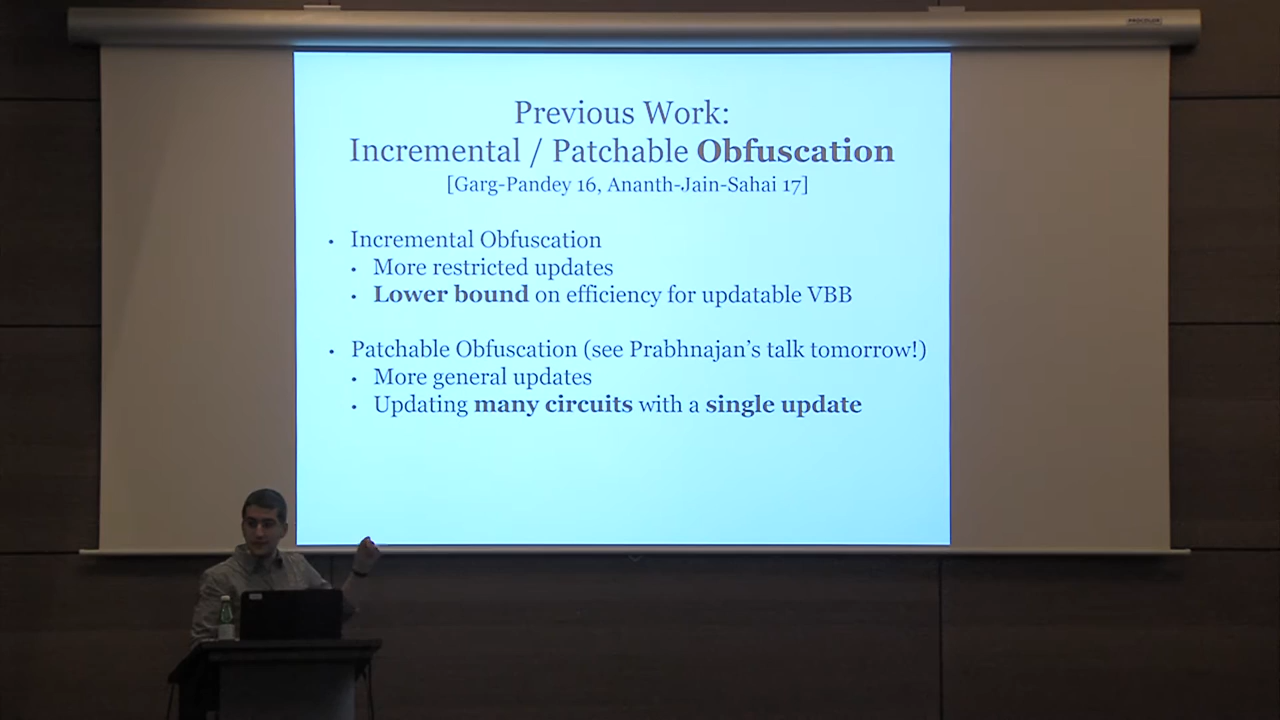 Previous Work:
Incremental / Patchable Obfuscation
[Garg-Pandey 16, Ananth-Jain-Sahai 17]
• Incremental Obfuscation
• More restricted updates
• Lower bound on efficiency for updatable VBB
• Patchable Obfuscation (see Prabhnajan's talk tomorrow!)
• More general updates
• Updating many circuits with a single update